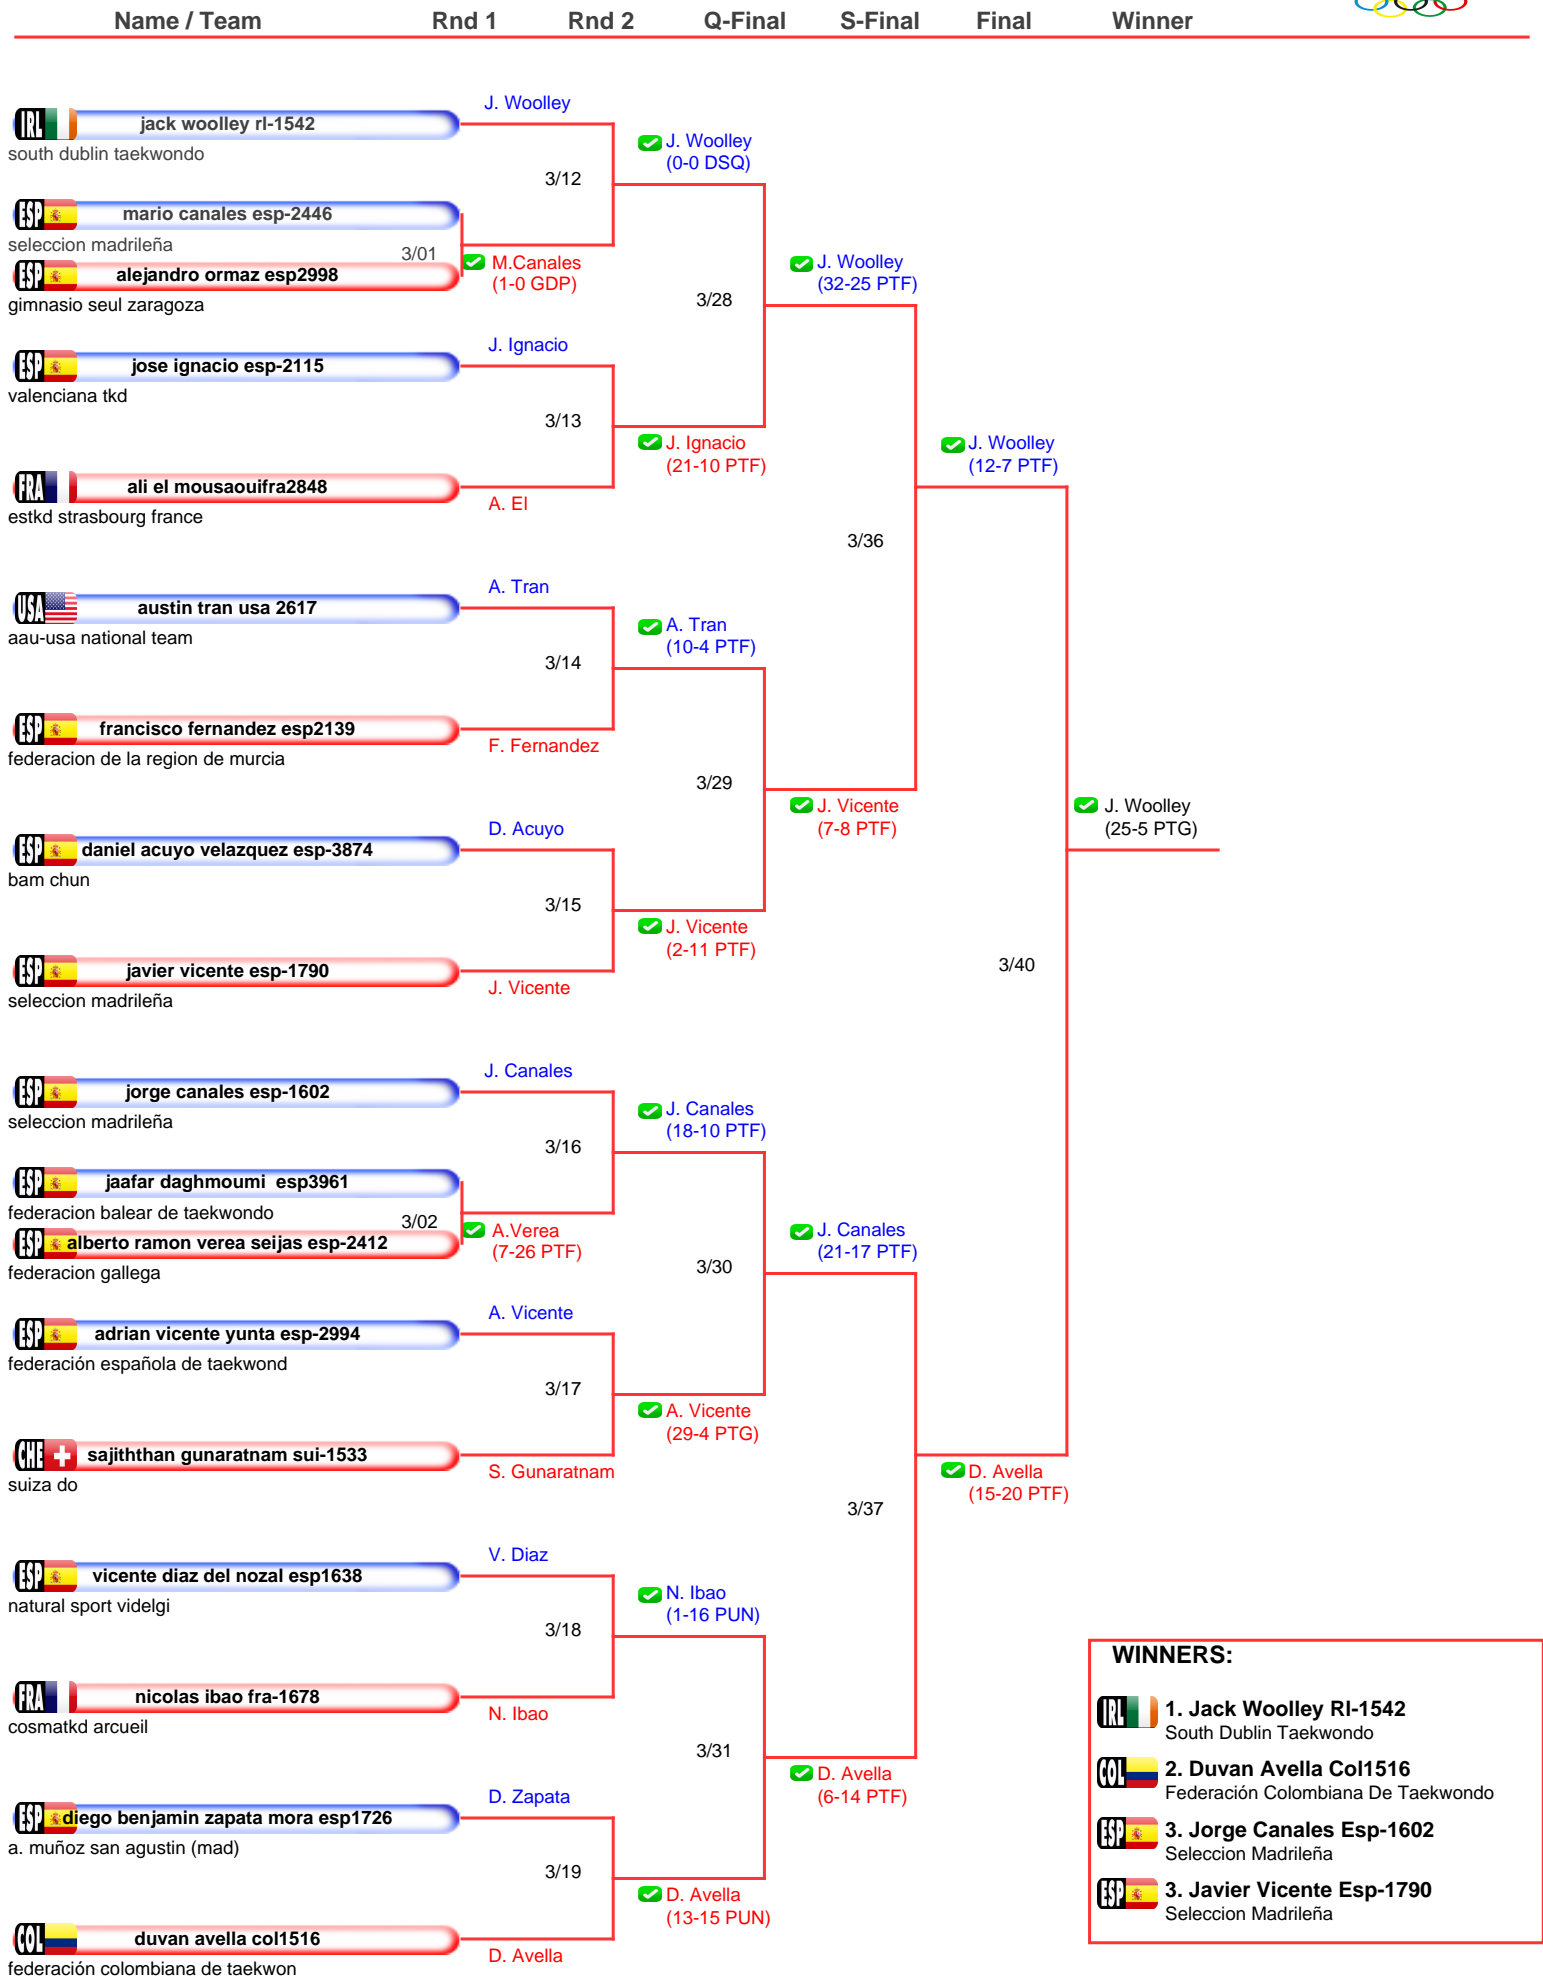 Name / Team Rnd 1 Rnd 2 Q-Final S-Final Final Winner
J. Woolley
IRL jack woolley rl-1542
south dublin taekwondo
J. Woolley
(0-0 DSQ)
3/12
ESP mario canales esp-2446
seleccion madrileña
3/01
ESP alejandro ormaz esp2998
gimnasio seul zaragoza
M.Canales
(1-0 GDP)
J. Woolley
(32-25 PTF)
3/28
J. Ignacio
ESP jose ignacio esp-2115
valenciana tkd
3/13
J. Ignacio
(21-10 PTF)
J. Woolley
(12-7 PTF)
FRA ali el mousaouifra2848
estkd strasbourg france
A. El
3/36
A. Tran
USA austin tran usa 2617
aau-usa national team
A. Tran
(10-4 PTF)
3/14
ESP francisco fernandez esp2139
federacion de la region de murcia
F. Fernandez
3/29
J. Vicente
(7-8 PTF)
J. Woolley
(25-5 PTG)
D. Acuyo
ESP daniel acuyo velazquez esp-3874
bam chun
3/15
J. Vicente
(2-11 PTF)
ESP javier vicente esp-1790
seleccion madrileña
J. Vicente
3/40
J. Canales
ESP jorge canales esp-1602
seleccion madrileña
J. Canales
(18-10 PTF)
3/16
ESP jaafar daghmoumi esp3961
federacion balear de taekwondo
3/02
ESP alberto ramon verea seijas esp-2412
federacion gallega
A.Verea
(7-26 PTF)
J. Canales
(21-17 PTF)
3/30
A. Vicente
ESP adrian vicente yunta esp-2994
federación española de taekwond
3/17
A. Vicente
(29-4 PTG)
CHE sajiththan gunaratnam sui-1533
suiza do
S. Gunaratnam
D. Avella
(15-20 PTF)
3/37
V. Diaz
ESP vicente diaz del nozal esp1638
natural sport videlgi
N. Ibao
(1-16 PUN)
3/18
FRA nicolas ibao fra-1678
cosmatkd arcueil
N. Ibao
3/31
D. Avella
(6-14 PTF)
D. Zapata
ESP diego benjamin zapata mora esp1726
a. muñoz san agustin (mad)
3/19
D. Avella
(13-15 PUN)
COL duvan avella col1516
federación colombiana de taekwon
D. Avella
WINNERS:
IRL 1. Jack Woolley Rl-1542
South Dublin Taekwondo
COL 2. Duvan Avella Col1516
Federación Colombiana De Taekwondo
ESP 3. Jorge Canales Esp-1602
Seleccion Madrileña
ESP 3. Javier Vicente Esp-1790
Seleccion Madrileña